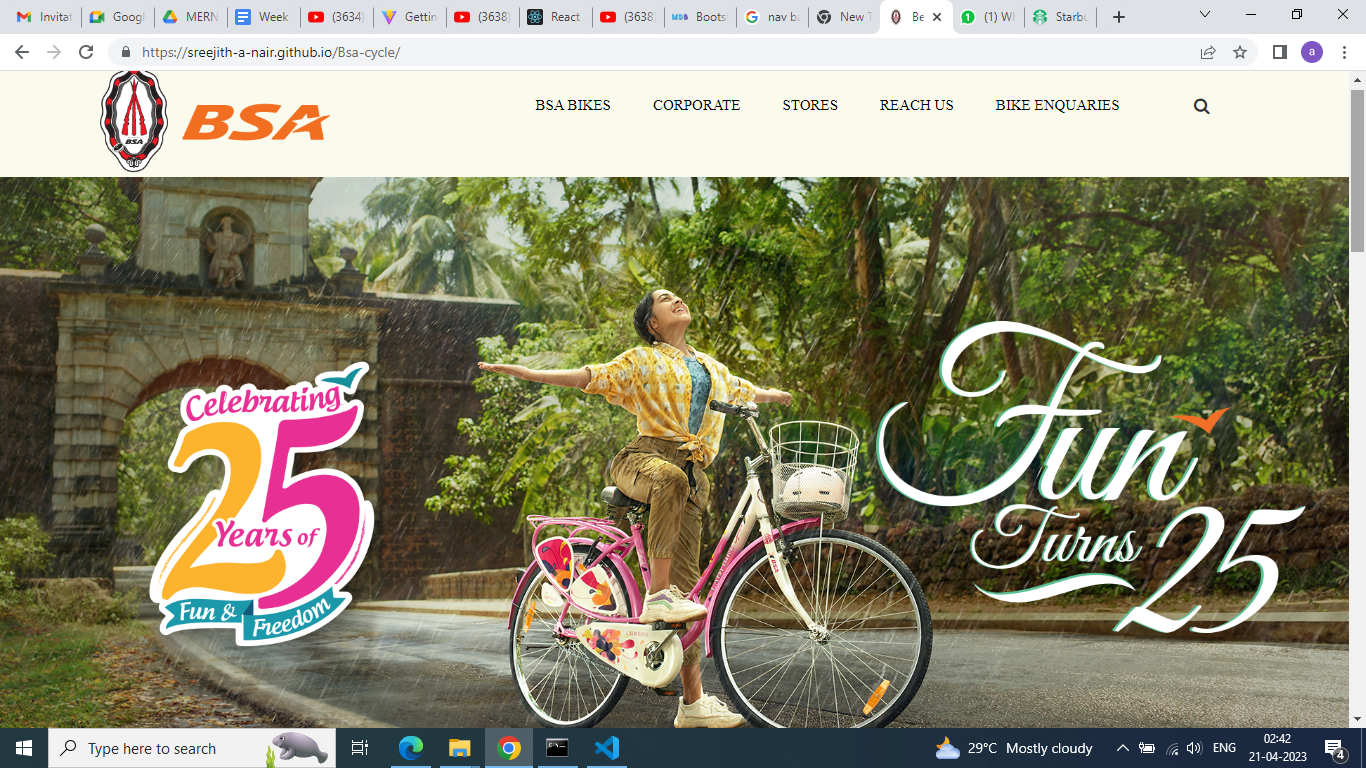 Invitat
Googl
MERN
Week
(3634)
Gettin
(3638)
React
(3638)
MDB
Boots
nav ba
New T
Be
(1) Wh
Starbu
https://sreejith-a-nair.github.io/Bsa-cycle/
a
BSA
BSA
BSA BIKES
CORPORATE
STORES
REACH US
BIKE ENQUARIES
Celebrating
25
Years of
Fun &
Freedom
Fun
Turns
25
BSA
Type here to search
29°C Mostly cloudy
ENG
02:42
21-04-2023
4